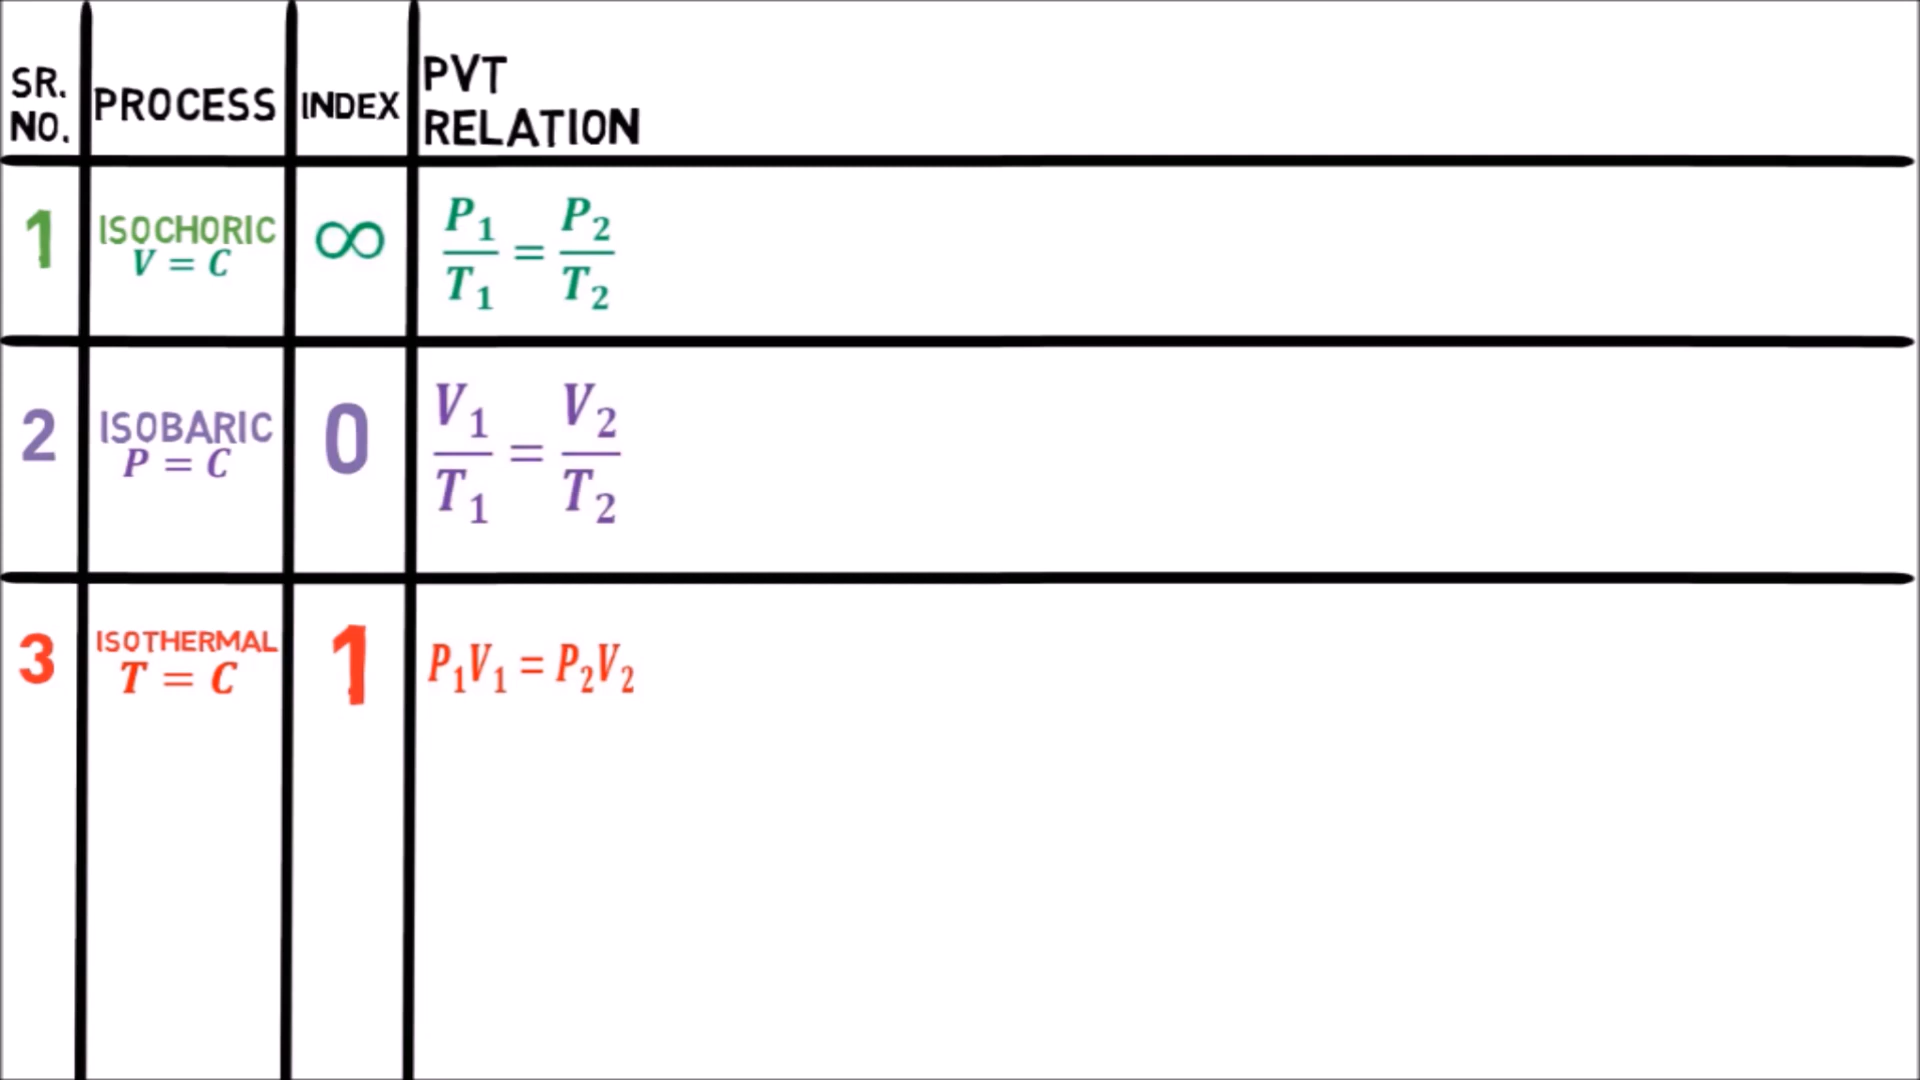 SR. NO.
PROCESS
INDEX
PVT RELATION
1
ISOCHORIC
V = C
∞
P₁/T₁ = P₂/T₂
2
ISOBARIC
P = C
0
V₁/T₁ = V₂/T₂
3
ISOTHERMAL
T = C
1
P₁V₁ = P₂V₂